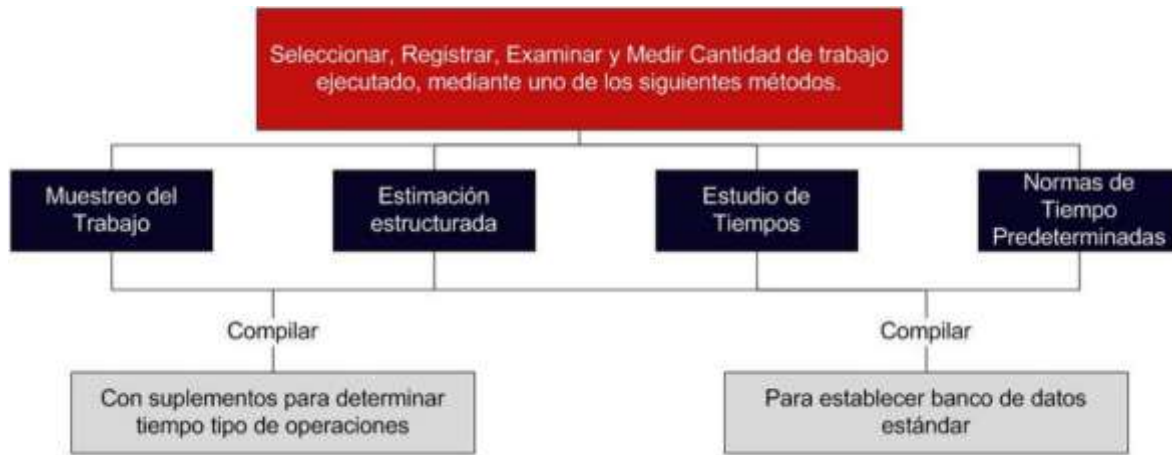 Seleccionar, Registrar, Examinar y Medir Cantidad de trabajo
ejecutado, mediante uno de los siguientes métodos.
Muestreo del
Trabajo
Estimación
estructurada
Estudio de
Tiempos
Normas de
Tiempo
Predeterminadas
Compilar
Compilar
Con suplementos para determinar
tiempo tipo de operaciones
Para establecer banco de datos
estándar